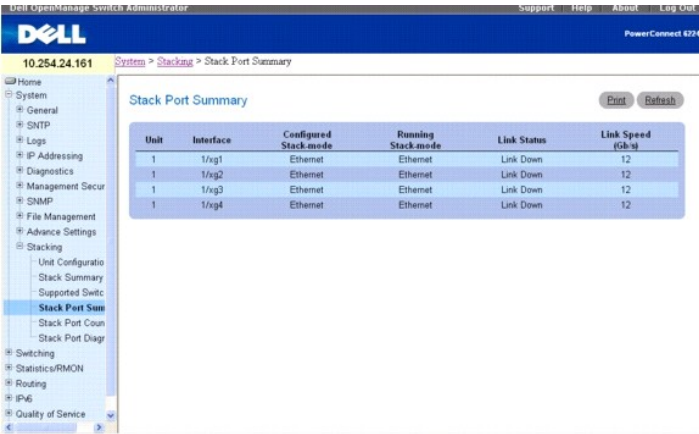 Dell OpenManage Switch Administrator Support Help About Log Out
DELL
PowerConnect 6224
10.254.24.161
System > Stacking > Stack Port Summary
Home
System
General
SNTP
Logs
IP Addressing
Diagnostics
Management Secur
SNMP
File Management
Advance Settings
Stacking
Unit Configuratio
Stack Summary
Supported Switc
Stack Port Sum
Stack Port Coun
Stack Port Diagr
Switching
Statistics/RMON
Routing
IPv6
Quality of Service
Stack Port Summary
Print Refresh
Unit Interface Configured Stack-mode Running Stack-mode Link Status Link Speed (Gb/s)
1 1/xg1 Ethernet Ethernet Link Down 12
1 1/xg2 Ethernet Ethernet Link Down 12
1 1/xg3 Ethernet Ethernet Link Down 12
1 1/xg4 Ethernet Ethernet Link Down 12